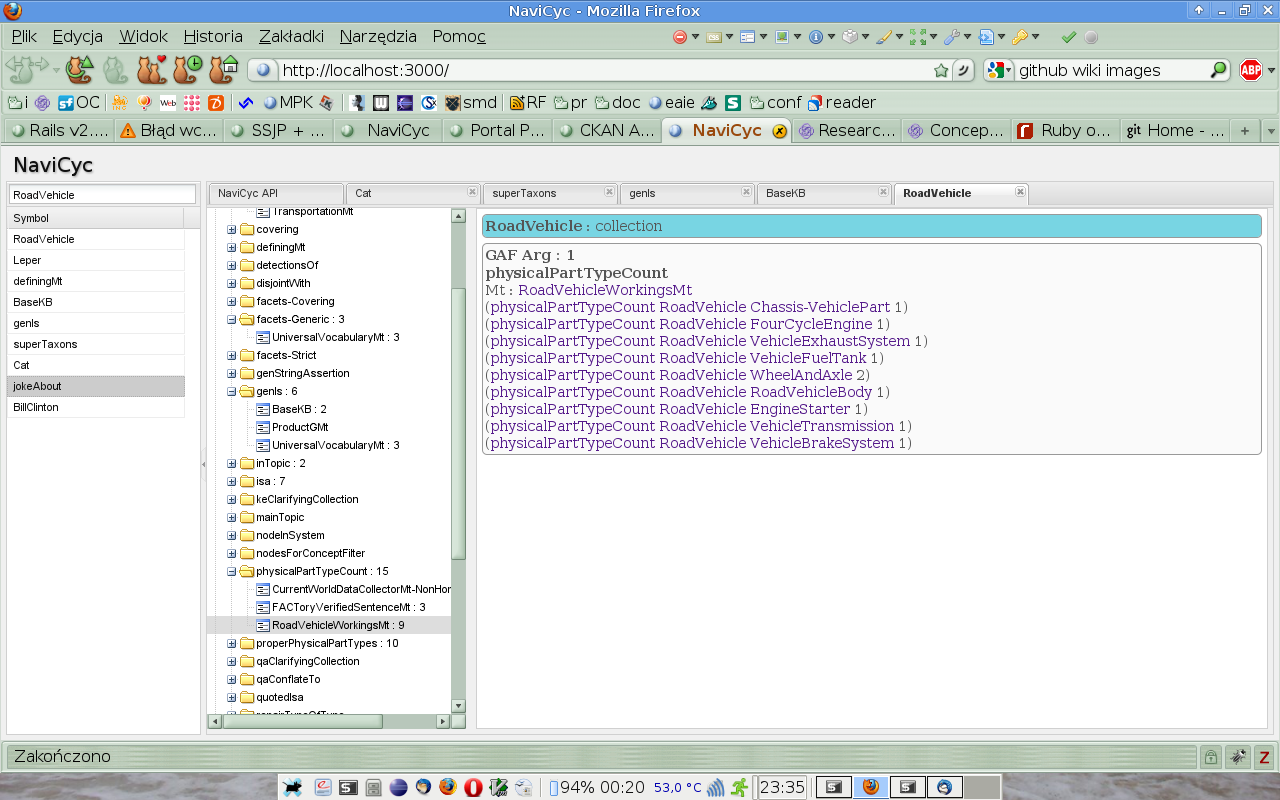 NaviCyc - Mozilla Firefox
Plik Edycja Widok Historia Zakładki Narzędzia Pomoc
http://localhost:3000/ github wiki images ABP
i OC Web MPK W smd RF pr doc eaie S conf reader
Rails v2.... Błąd wc... SSJP + ... NaviCyc Portal P... CKAN A... NaviCyc Researc... Concep... Ruby o... git Home - ... +
NaviCyc
RoadVehicle
Symbol
RoadVehicle
Leper
definingMt
BaseKB
genls
superTaxons
Cat
jokeAbout
BillClinton
NaviCyc API Cat superTaxons genls BaseKB RoadVehicle
TransportationMt
covering
definingMt
detectionsOf
disjointWith
facets-Covering
facets-Generic : 3
UniversalVocabularyMt : 3
facets-Strict
genStringAssertion
genls : 6
BaseKB : 2
ProductGMt
UniversalVocabularyMt : 3
inTopic : 2
isa : 7
keClarifyingCollection
mainTopic
nodeInSystem
nodesForConceptFilter
physicalPartTypeCount : 15
CurrentWorldDataCollectorMt-NonHor
FACToryVerifiedSentenceMt : 3
RoadVehicleWorkingsMt : 9
properPhysicalPartTypes : 10
qaClarifyingCollection
qaConflateTo
quotedIsa
repairTypeOfType
RoadVehicle : collection
GAF Arg : 1
physicalPartTypeCount
Mt : RoadVehicleWorkingsMt
(physicalPartTypeCount RoadVehicle Chassis-VehiclePart 1)
(physicalPartTypeCount RoadVehicle FourCycleEngine 1)
(physicalPartTypeCount RoadVehicle VehicleExhaustSystem 1)
(physicalPartTypeCount RoadVehicle VehicleFuelTank 1)
(physicalPartTypeCount RoadVehicle WheelAndAxle 2)
(physicalPartTypeCount RoadVehicle RoadVehicleBody 1)
(physicalPartTypeCount RoadVehicle EngineStarter 1)
(physicalPartTypeCount RoadVehicle VehicleTransmission 1)
(physicalPartTypeCount RoadVehicle VehicleBrakeSystem 1)
Zakończono Z
94% 00:20 53,0 °C 23:35